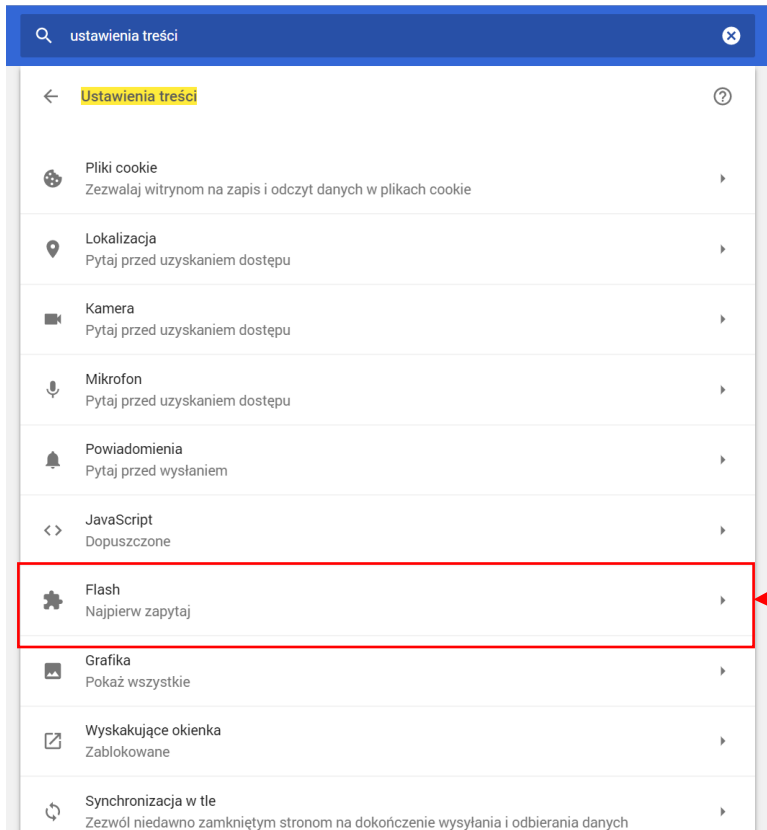 ustawienia treści
Ustawienia treści
Pliki cookie
Zezwalaj witrynom na zapis i odczyt danych w plikach cookie
Lokalizacja
Pytaj przed uzyskaniem dostępu
Kamera
Pytaj przed uzyskaniem dostępu
Mikrofon
Pytaj przed uzyskaniem dostępu
Powiadomienia
Pytaj przed wysłaniem
JavaScript
Dopuszczone
Flash
Najpierw zapytaj
Grafika
Pokaż wszystkie
Wyskakujące okienka
Zablokowane
Synchronizacja w tle
Zezwól niedawno zamkniętym stronom na dokończenie wysyłania i odbierania danych